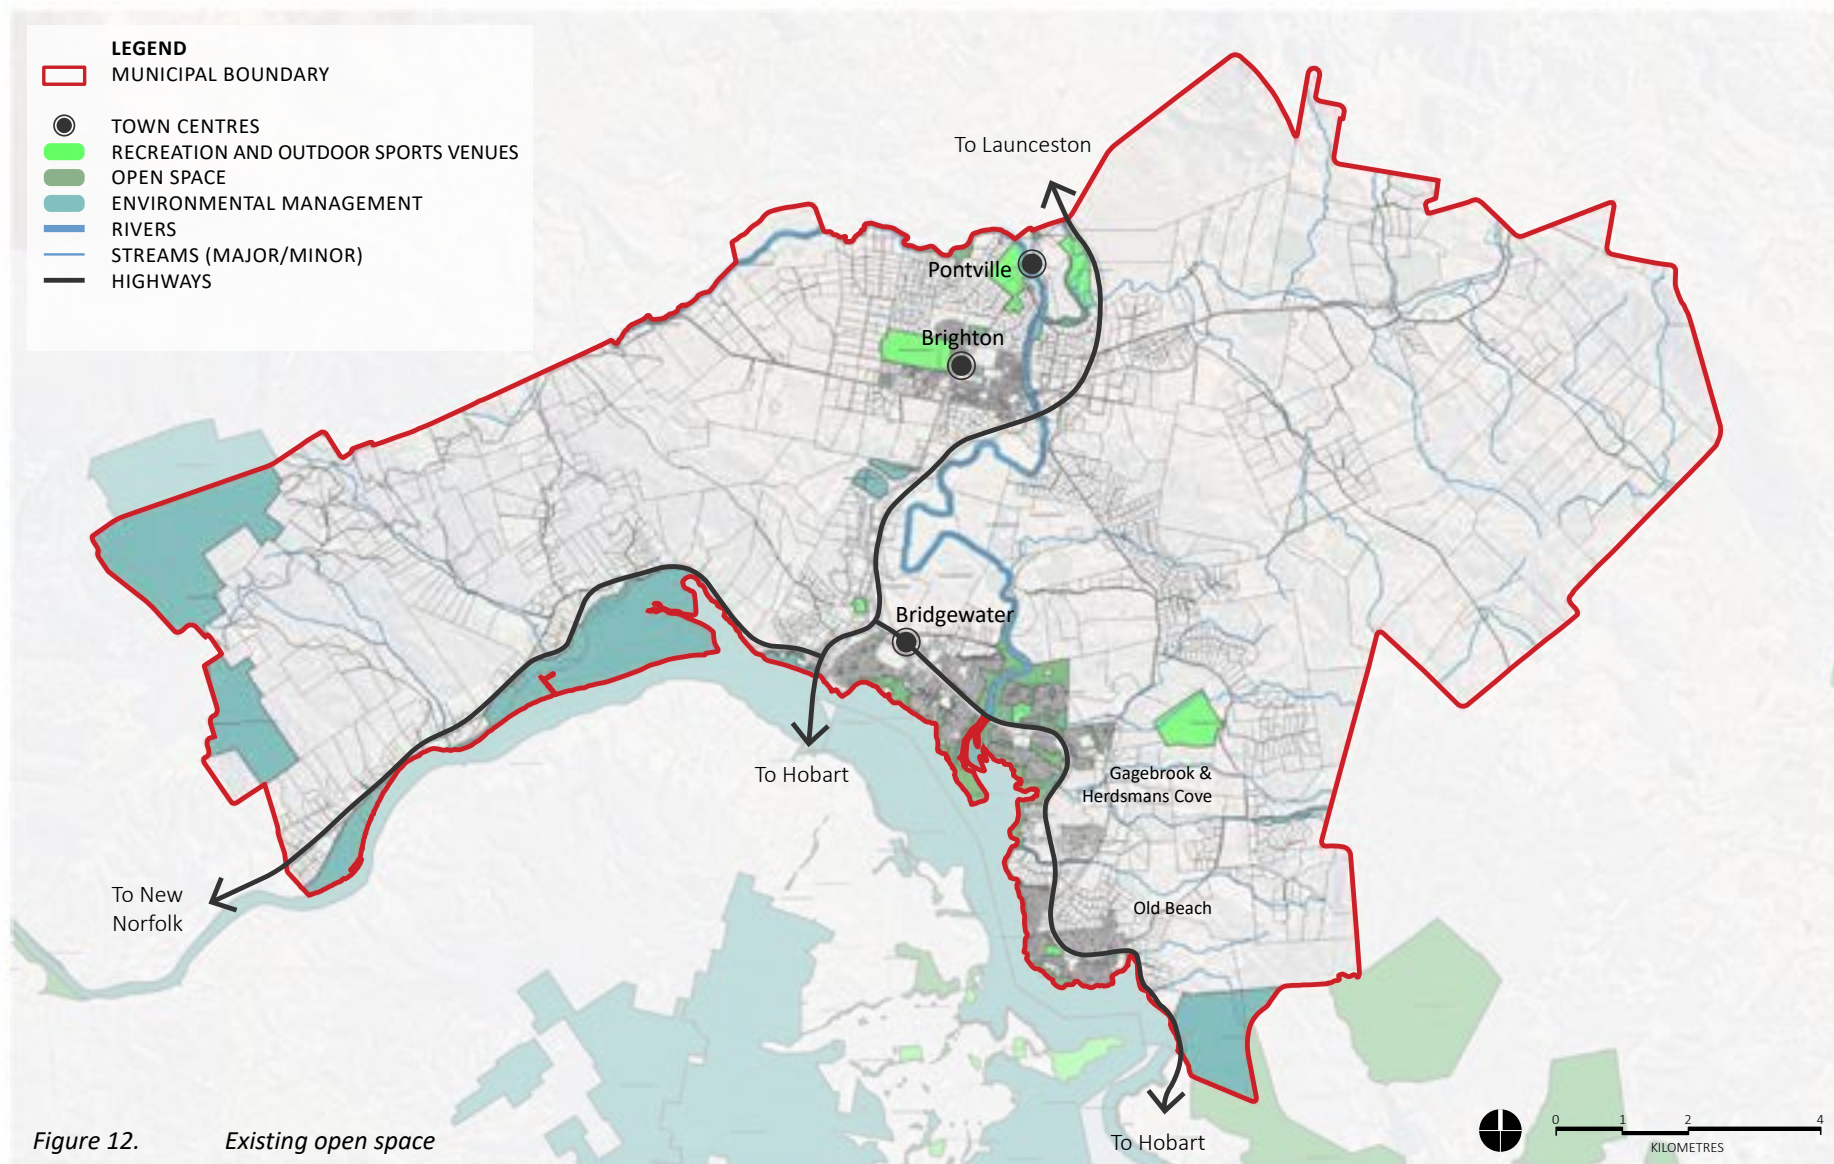 LEGEND
MUNICIPAL BOUNDARY
TOWN CENTRES
RECREATION AND OUTDOOR SPORTS VENUES
OPEN SPACE
ENVIRONMENTAL MANAGEMENT
RIVERS
STREAMS (MAJOR/MINOR)
HIGHWAYS
To Launceston
Pontville
Brighton
Bridgewater
To Hobart
Gagebrook &
Herdsmans Cove
To New
Norfolk
Old Beach
To Hobart
0 1 2 4
KILOMETRES
Figure 12. Existing open space